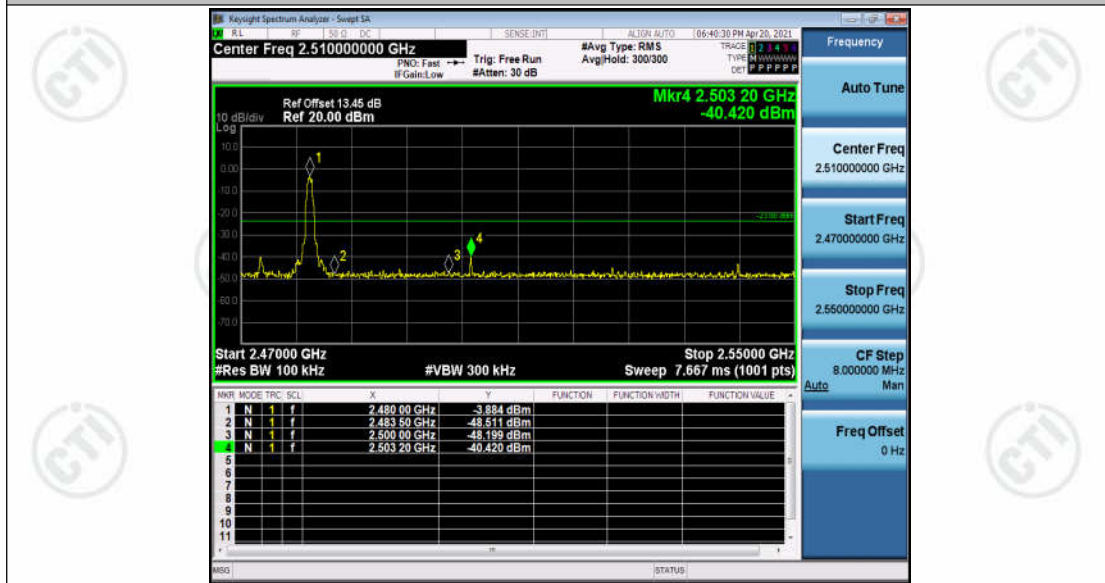 Keysight Spectrum Analyzer - Swept SA
RL RF 50 Ω DC SENSE:INT ALIGN AUTO 06:40:30 PM Apr 20, 2021
Center Freq 2.510000000 GHz
PNO: Fast
IFGain:Low
Trig: Free Run
#Atten: 30 dB
#Avg Type: RMS
Avg|Hold: 300/300
TRACE 1 2 3 4 5 6
TYPE M W W W W W
DET P P P P P P
Frequency
Auto Tune
Center Freq
2.510000000 GHz
Start Freq
2.470000000 GHz
Stop Freq
2.550000000 GHz
CF Step
8.000000 MHz
Auto Man
Freq Offset
0 Hz
Mkr4 2.503 20 GHz
-40.420 dBm
Ref Offset 13.45 dB
10 dB/div Ref 20.00 dBm
Log
10.0
0.00
-10.0
-20.0
-30.0
-40.0
-50.0
-60.0
-70.0
1
2
3
4
Start 2.47000 GHz Stop 2.55000 GHz
#Res BW 100 kHz #VBW 300 kHz Sweep 7.667 ms (1001 pts)
MKR MODE TRC SCL X Y FUNCTION FUNCTION WIDTH FUNCTION VALUE
1 N 1 f 2.480 00 GHz -3.884 dBm
2 N 1 f 2.483 50 GHz -48.511 dBm
3 N 1 f 2.500 00 GHz -48.199 dBm
4 N 1 f 2.503 20 GHz -40.420 dBm
5
6
7
8
9
10
11
MSG STATUS
CTI
CTI
CTI
CTI